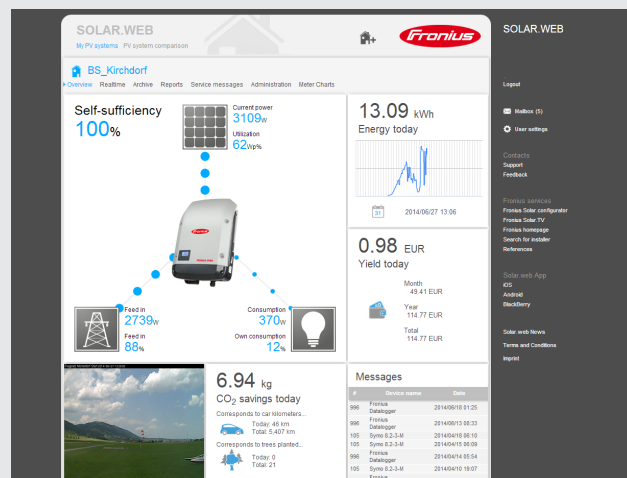 SOLAR.WEB
My PV systems PV system comparison
Fronius
BS_Kirchdorf
Overview Realtime Archive Reports Service messages Administration Meter Charts
Self-sufficiency
100%
Current power
3109W
Utilization
62Wp%
Feed in
2739W
Feed in
88%
Consumption
370W
Own consumption
12%
13.09 kWh
Energy today
31
2014/06/27 13:06
0.98 EUR
Yield today
Month
49.41 EUR
Year
114.77 EUR
Total
114.77 EUR
6.94 kg
CO2 savings today
Corresponds to car kilometers...
Today: 46 km
Total: 5,407 km
Corresponds to trees planted...
Today: 0
Total: 21
Messages
# Device name Date
996 Fronius Datalogger 2014/06/18 01:25
996 Fronius Datalogger 2014/06/13 08:33
105 Symo 8.2-3-M 2014/04/18 06:10
105 Symo 8.2-3-M 2014/04/15 06:09
996 Fronius Datalogger 2014/04/14 05:54
105 Symo 8.2-3-M 2014/04/10 19:07
Fronius
SOLAR.WEB
Logout
Mailbox (5)
User settings
Contacts
Support
Feedback
Fronius services
Fronius Solar.configurator
Fronius Solar.TV
Fronius homepage
Search for installer
References
Solar.web App
iOS
Android
BlackBerry
Solar.web News
Terms and Conditions
Imprint